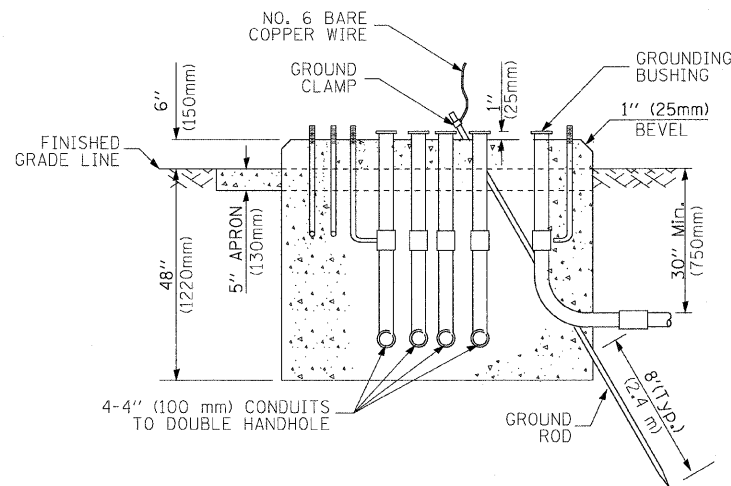 NO. 6 BARE
COPPER WIRE
GROUND
CLAMP
GROUNDING
BUSHING
6"
(150mm)
1"
(25mm)
1" (25mm)
BEVEL
FINISHED
GRADE LINE
48"
(1220mm)
5" APRON
(130mm)
30" Min.
(750mm)
4-4" (100 mm) CONDUITS
TO DOUBLE HANDHOLE
GROUND
ROD
8'(Typ.)
(2.4 m)